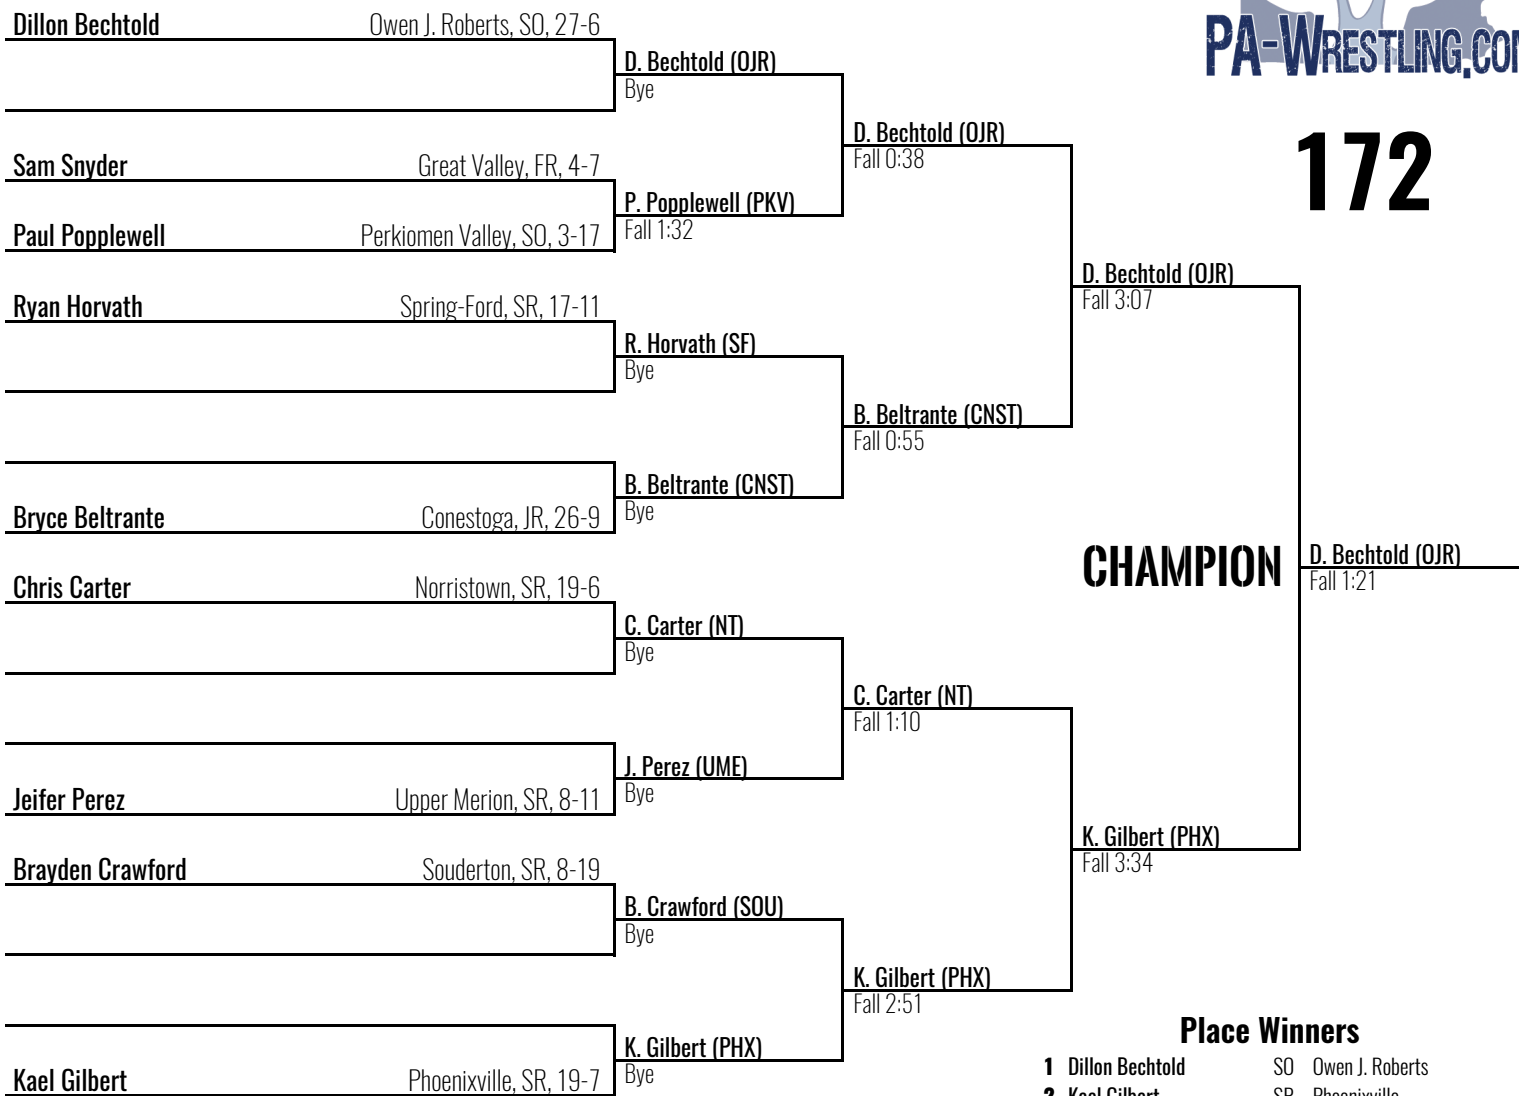 PA-WRESTLING.CO
172
Dillon Bechtold Owen J. Roberts, SO, 27-6
D. Bechtold (OJR)
Bye
D. Bechtold (OJR)
Fall 0:38
Sam Snyder Great Valley, FR, 4-7
P. Popplewell (PKV)
Fall 1:32
Paul Popplewell Perkiomen Valley, SO, 3-17
D. Bechtold (OJR)
Fall 3:07
Ryan Horvath Spring-Ford, SR, 17-11
R. Horvath (SF)
Bye
B. Beltrante (CNST)
Fall 0:55
B. Beltrante (CNST)
Bye
Bryce Beltrante Conestoga, JR, 26-9
CHAMPION
D. Bechtold (OJR)
Fall 1:21
Chris Carter Norristown, SR, 19-6
C. Carter (NT)
Bye
C. Carter (NT)
Fall 1:10
J. Perez (UME)
Bye
Jeifer Perez Upper Merion, SR, 8-11
K. Gilbert (PHX)
Fall 3:34
Brayden Crawford Souderton, SR, 8-19
B. Crawford (SOU)
Bye
K. Gilbert (PHX)
Fall 2:51
K. Gilbert (PHX)
Bye
Kael Gilbert Phoenixville, SR, 19-7
Place Winners
1 Dillon Bechtold SO Owen J. Roberts
2 Kael Gilbert SR Phoenixville